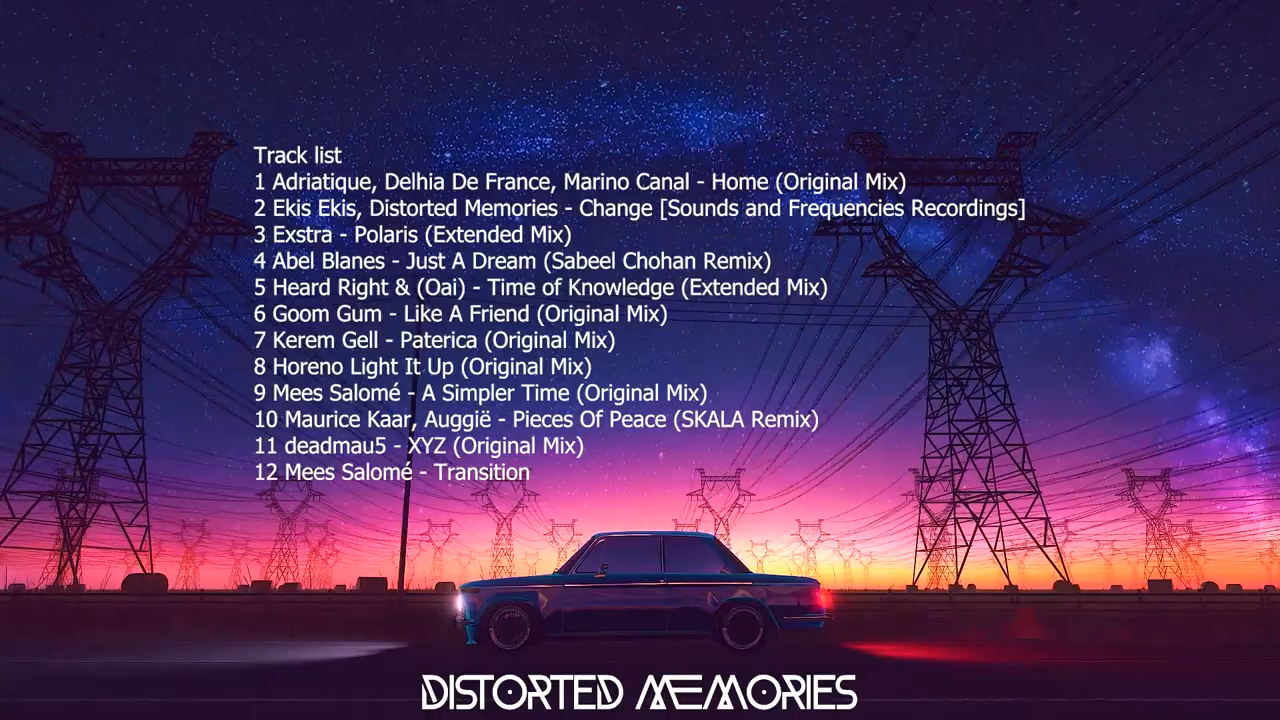 Track list
1 Adriatique, Delhia De France, Marino Canal - Home (Original Mix)
2 Ekis Ekis, Distorted Memories - Change [Sounds and Frequencies Recordings]
3 Exstra - Polaris (Extended Mix)
4 Abel Blanes - Just A Dream (Sabeel Chohan Remix)
5 Heard Right & (Oai) - Time of Knowledge (Extended Mix)
6 Goom Gum - Like A Friend (Original Mix)
7 Kerem Gell - Paterica (Original Mix)
8 Horeno Light It Up (Original Mix)
9 Mees Salomé - A Simpler Time (Original Mix)
10 Maurice Kaar, Auggië - Pieces Of Peace (SKALA Remix)
11 deadmau5 - XYZ (Original Mix)
12 Mees Salomé - Transition
DISTORTED MEMORIES